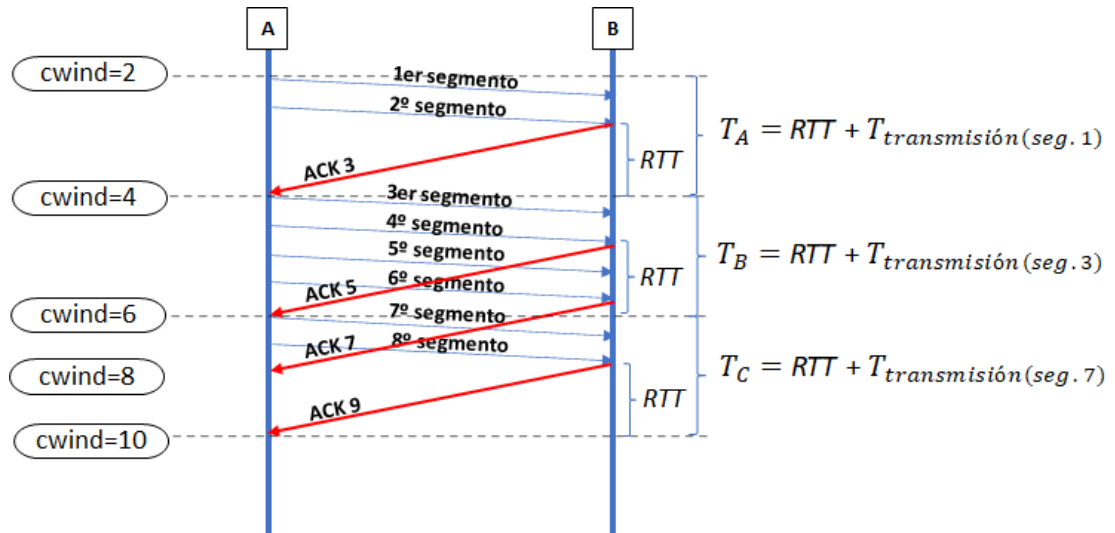 A
B
cwind=2
1er segmento
2º segmento
T_A = RTT + T_transmisión(seg. 1)
RTT
ACK 3
cwind=4
3er segmento
4º segmento
5º segmento
T_B = RTT + T_transmisión(seg. 3)
RTT
6º segmento
ACK 5
cwind=6
7º segmento
ACK 7
8º segmento
cwind=8
T_C = RTT + T_transmisión(seg. 7)
RTT
ACK 9
cwind=10